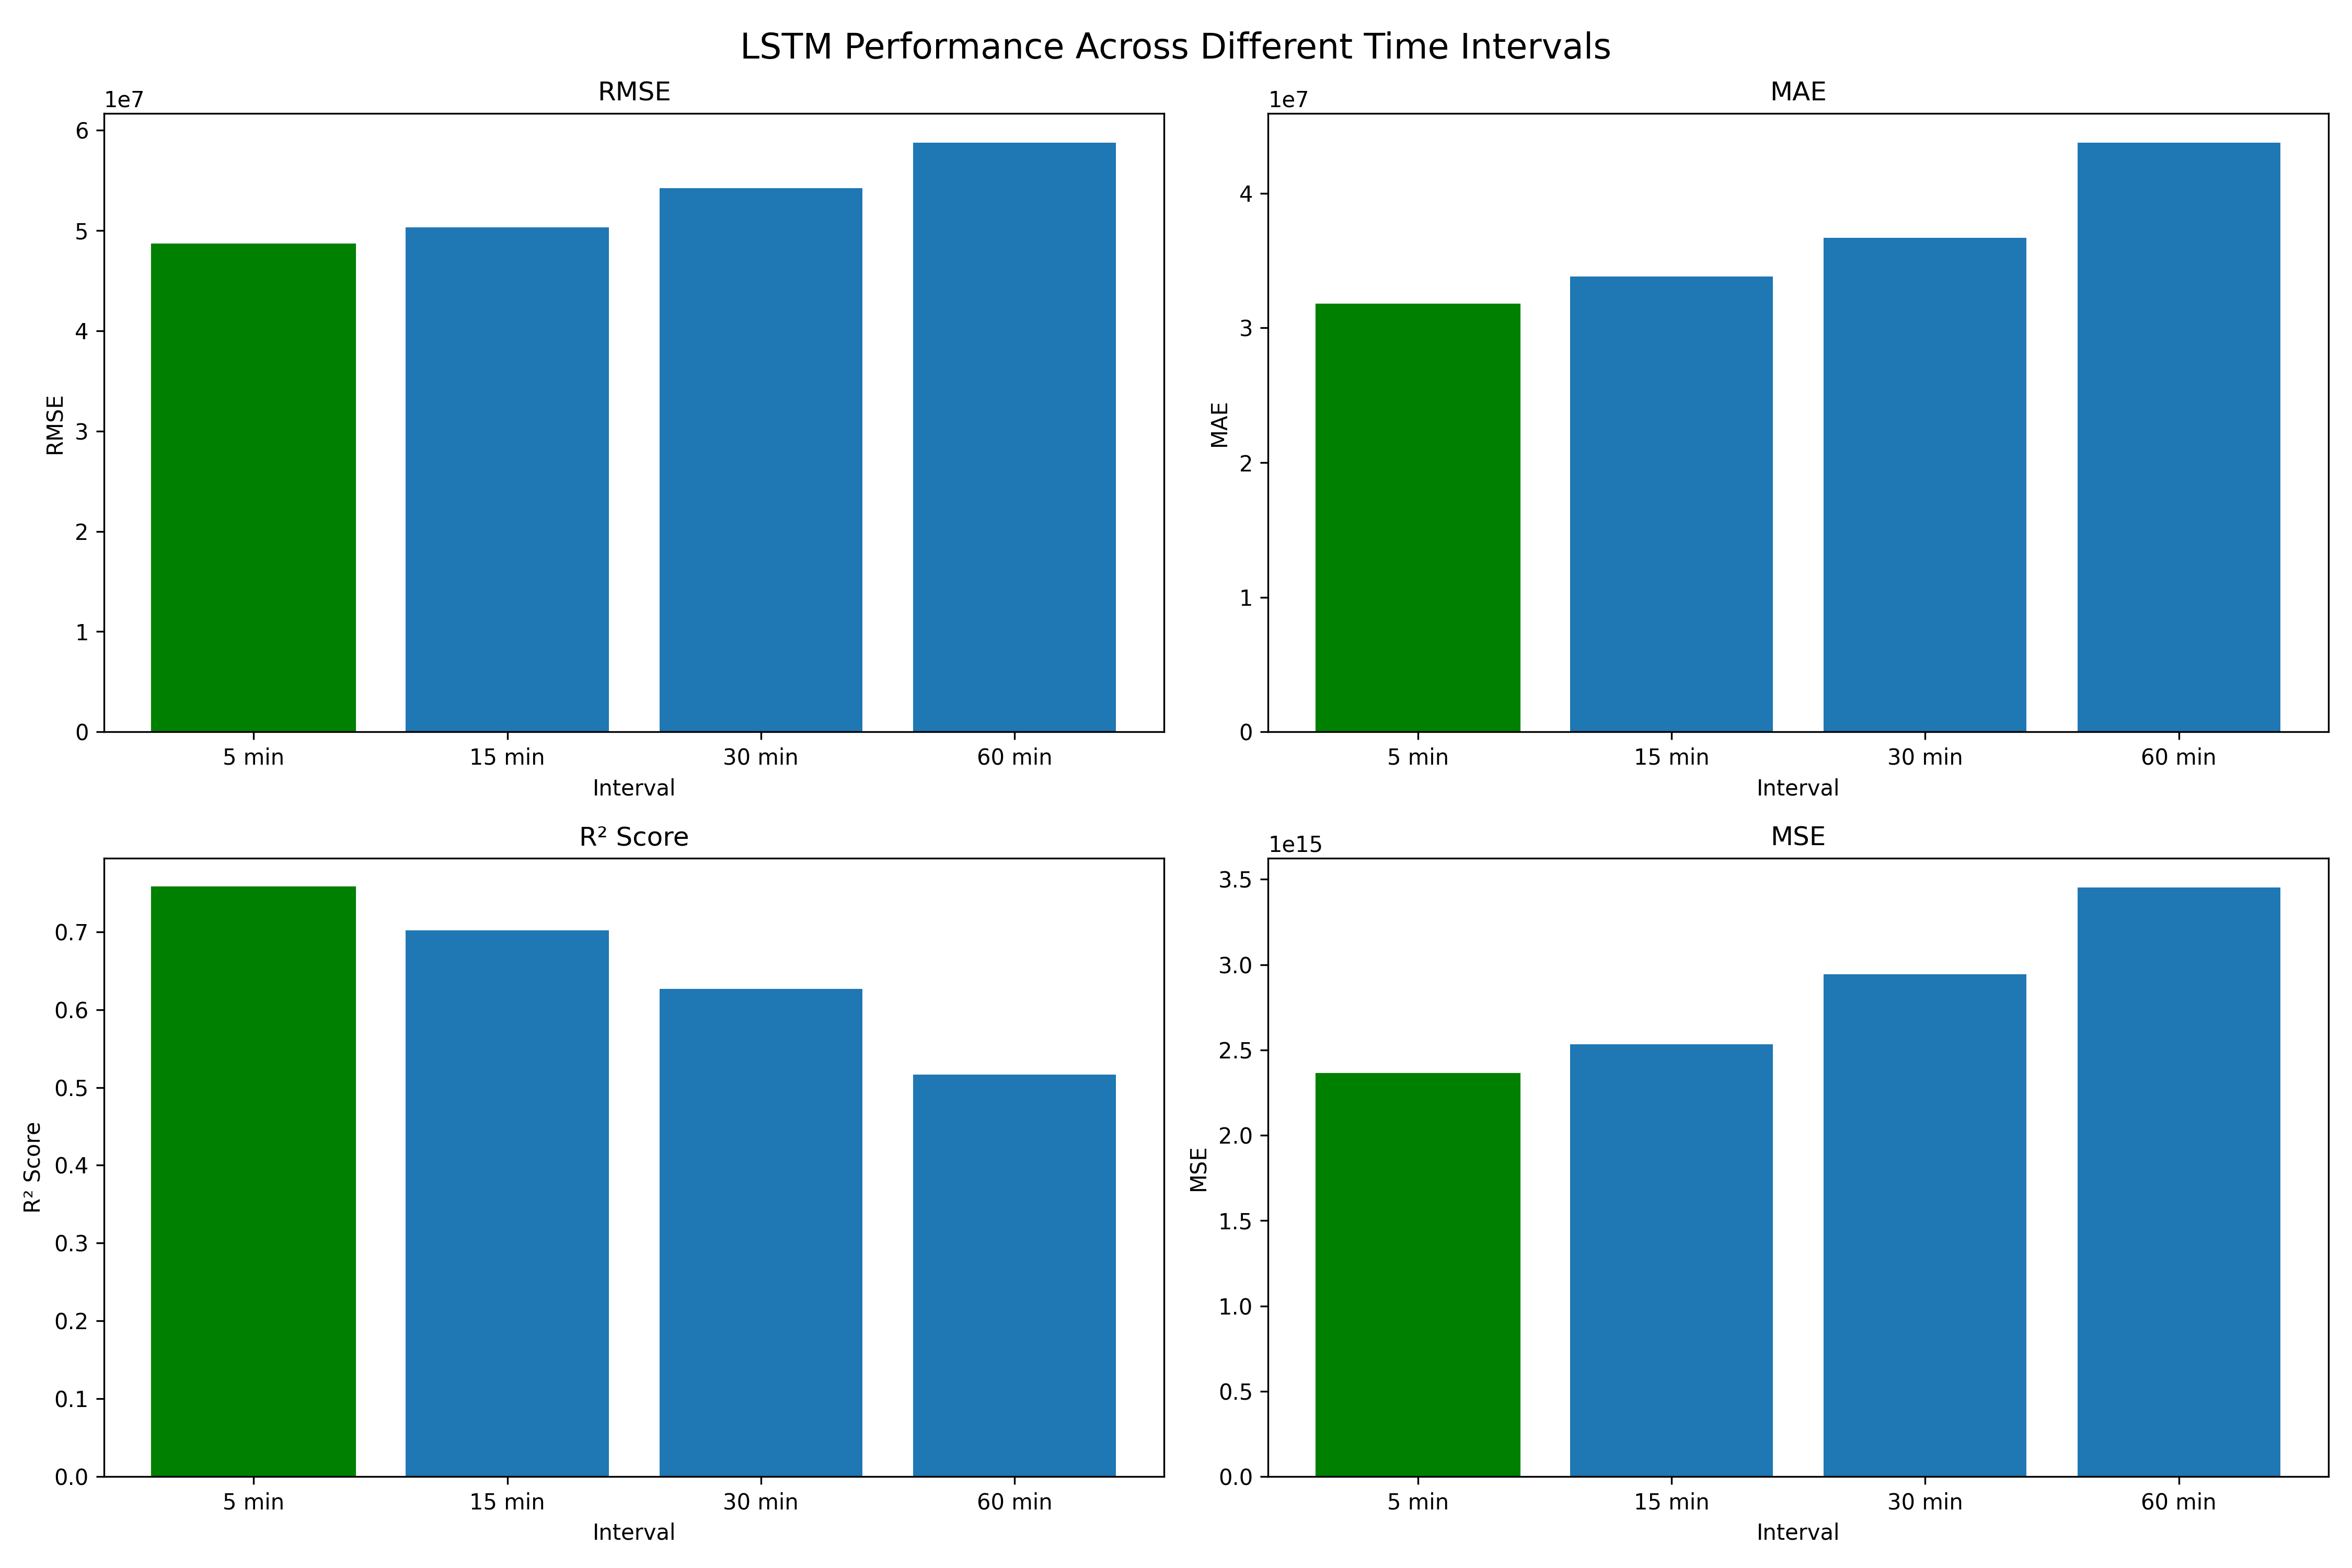 LSTM Performance Across Different Time Intervals
RMSE
1e7
6
5
4
3
2
1
0
RMSE
5 min 15 min 30 min 60 min
Interval
MAE
1e7
4
3
2
1
0
MAE
5 min 15 min 30 min 60 min
Interval
R² Score
0.7
0.6
0.5
0.4
0.3
0.2
0.1
0.0
R² Score
5 min 15 min 30 min 60 min
Interval
MSE
1e15
3.5
3.0
2.5
2.0
1.5
1.0
0.5
0.0
MSE
5 min 15 min 30 min 60 min
Interval